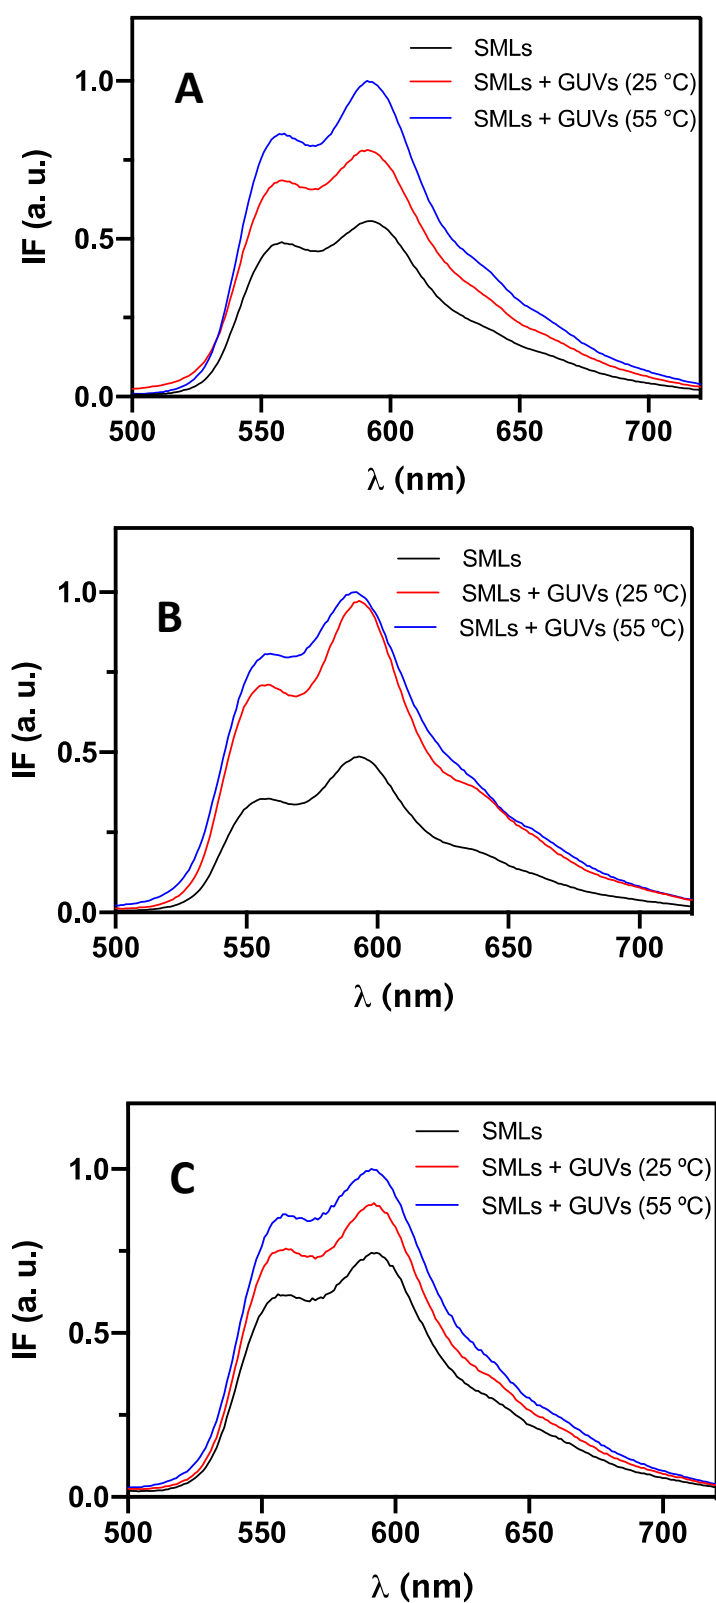 A
SMLs
SMLs + GUVs (25 °C)
SMLs + GUVs (55 °C)
IF (a. u.)
1.0
0.5
0.0
500 550 600 650 700
λ (nm)
B
SMLs
SMLs + GUVs (25 ºC)
SMLs + GUVs (55 ºC)
IF (a. u.)
1.0
0.5
0.0
500 550 600 650 700
λ (nm)
C
SMLs
SMLs + GUVs (25 ºC)
SMLs + GUVs (55 ºC)
IF (a. u.)
1.0
0.5
0.0
500 550 600 650 700
λ (nm)